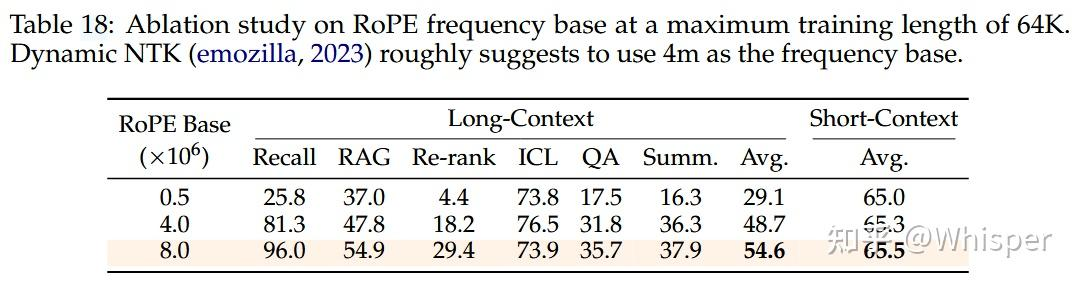 Table 18: Ablation study on RoPE frequency base at a maximum training length of 64K.
Dynamic NTK (emozilla, 2023) roughly suggests to use 4m as the frequency base.
RoPE Base Long-Context Short-Context
(×10⁶) Recall RAG Re-rank ICL QA Summ. Avg. Avg.
0.5 25.8 37.0 4.4 73.8 17.5 16.3 29.1 65.0
4.0 81.3 47.8 18.2 76.5 31.8 36.3 48.7 65.3
8.0 96.0 54.9 29.4 73.9 35.7 37.9 54.6 65.5
知乎 @Whisper